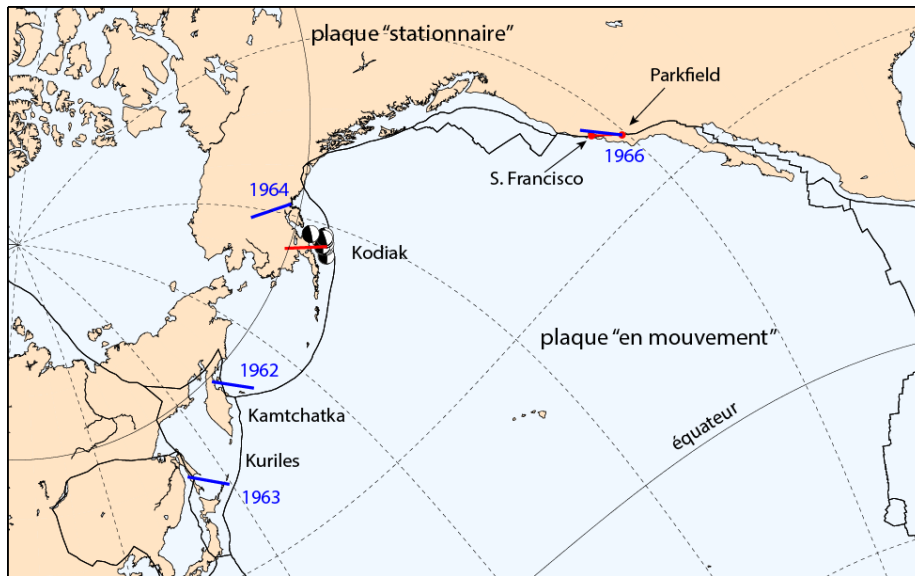 plaque “stationnaire”
Parkfield
1966
S. Francisco
1964
Kodiak
plaque “en mouvement”
1962
Kamtchatka
équateur
Kuriles
1963